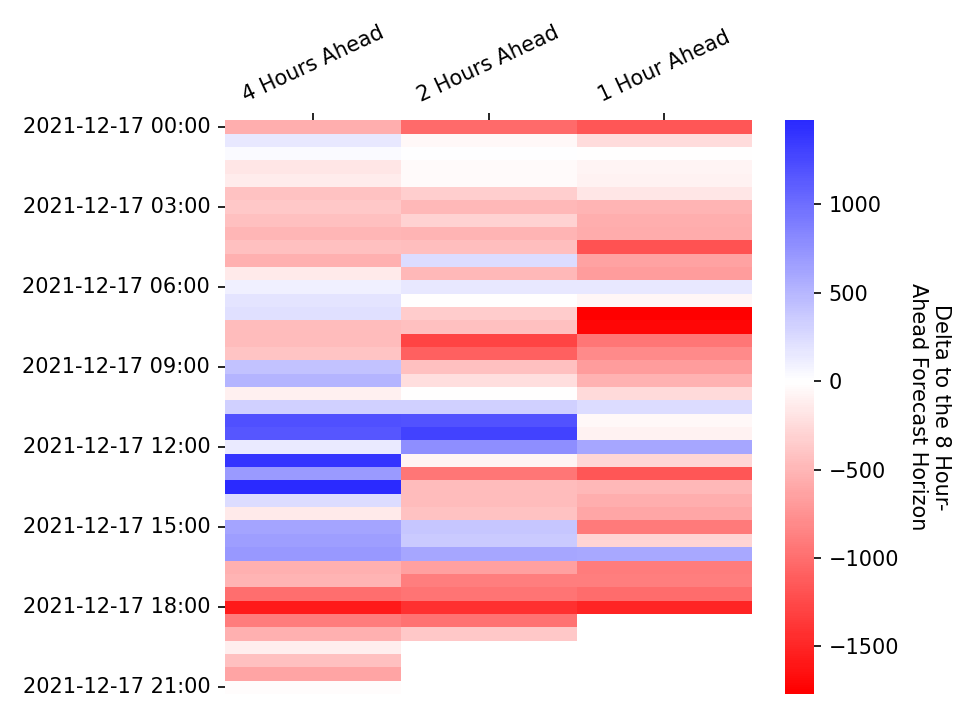 4 Hours Ahead
2 Hours Ahead
1 Hour Ahead
2021-12-17 00:00
2021-12-17 03:00
2021-12-17 06:00
2021-12-17 09:00
2021-12-17 12:00
2021-12-17 15:00
2021-12-17 18:00
2021-12-17 21:00
1000
500
0
−500
−1000
−1500
Delta to the 8 Hour-
Ahead Forecast Horizon